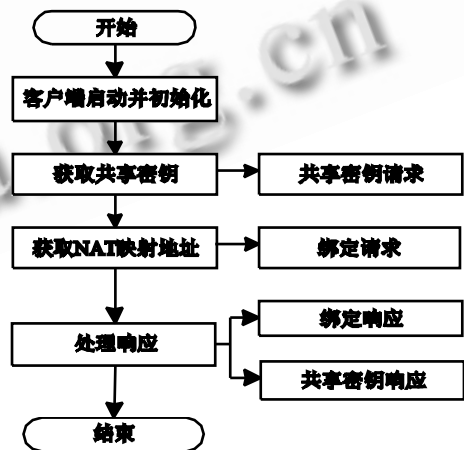 开始
客户端启动并初始化
获取共享密钥
共享密钥请求
获取NAT映射地址
绑定请求
绑定响应
处理响应
共享密钥响应
结束